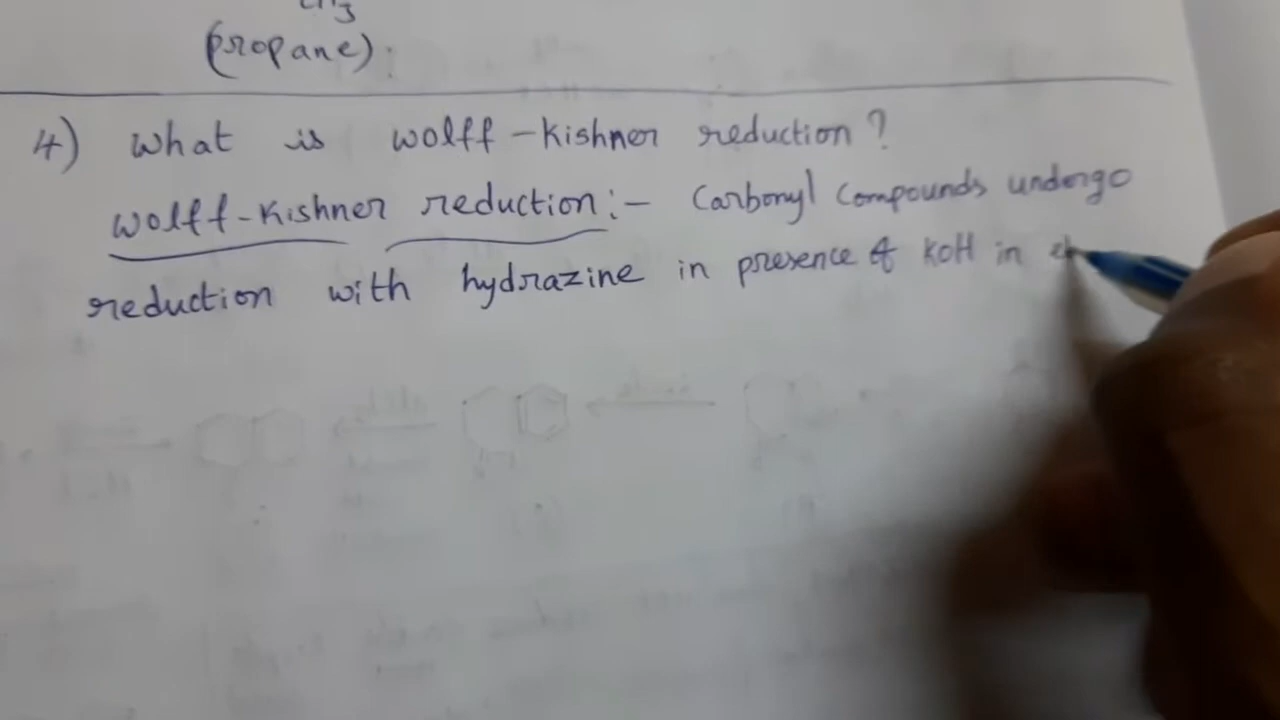 CH3
(propane).
4) What is wolff-Kishner reduction?
Wolff-Kishner reduction:- Carbonyl Compounds undergo
reduction with hydrazine in presence of KOH in